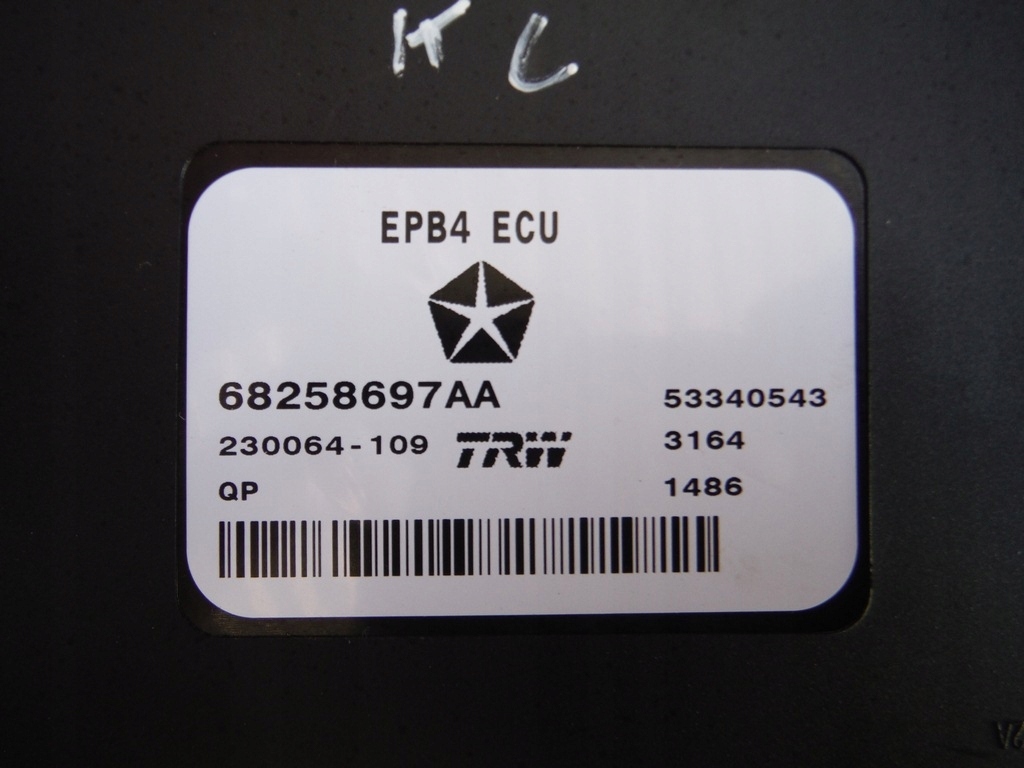 K L
EPB4 ECU
68258697AA 53340543
230064-109 TRW 3164
QP 1486